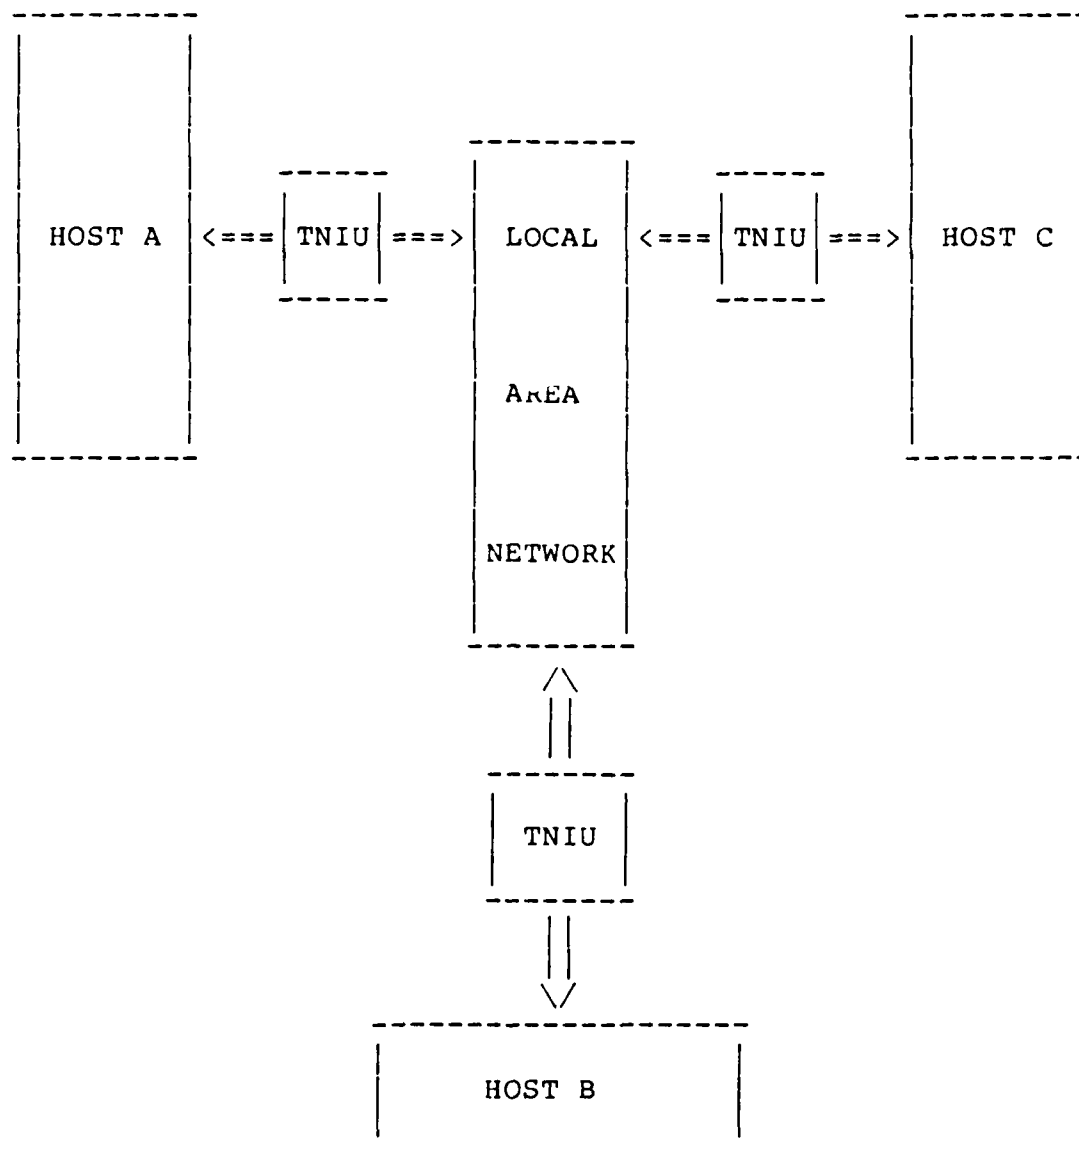 HOST A <===| TNIU |===> LOCAL <===| TNIU |===> HOST C
AREA
NETWORK
TNIU
HOST B